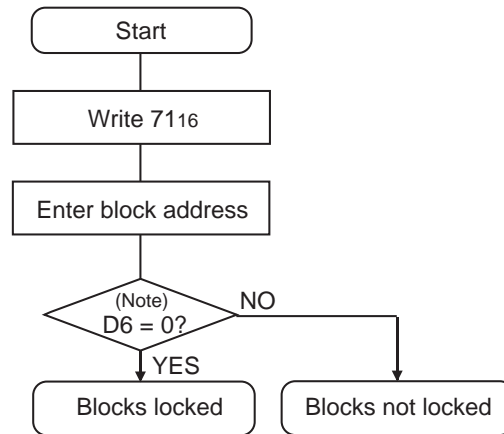 Start
Write 7116
Enter block address
(Note)
D6 = 0?
NO
YES
Blocks locked
Blocks not locked